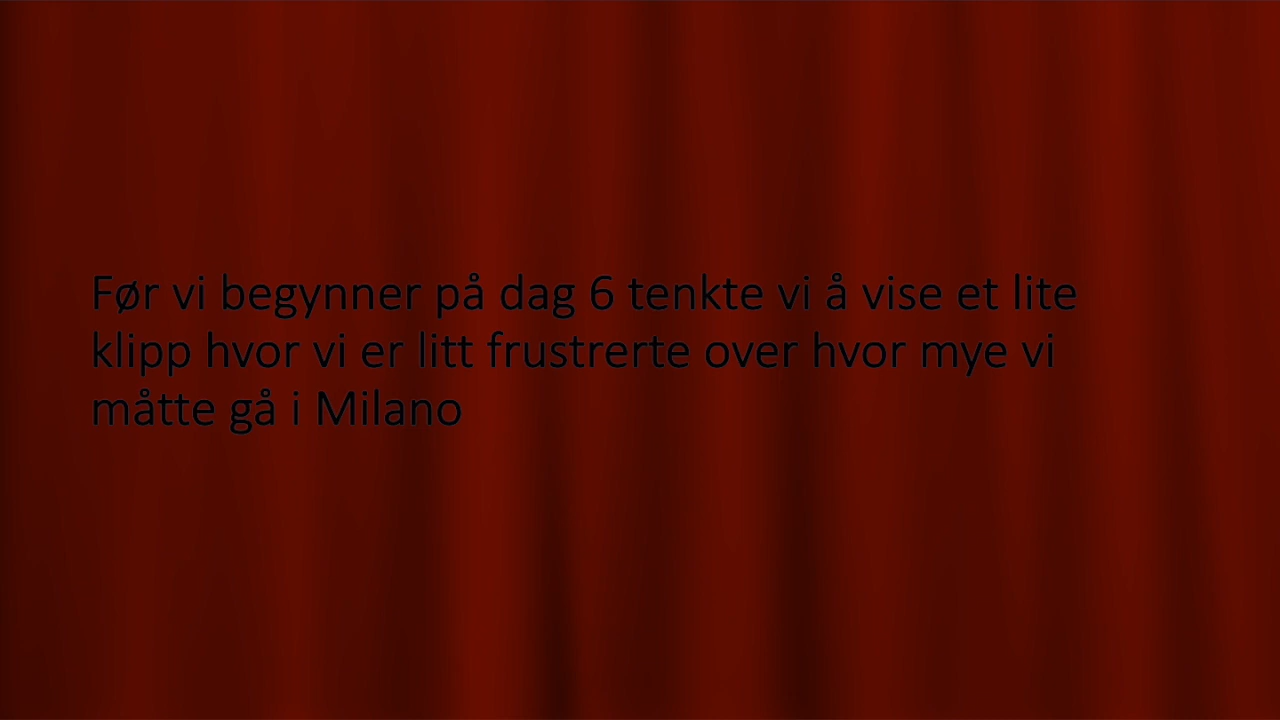 Før vi begynner på dag 6 tenkte vi å vise et lite
klipp hvor vi er litt frustrerte over hvor mye vi
måtte gå i Milano